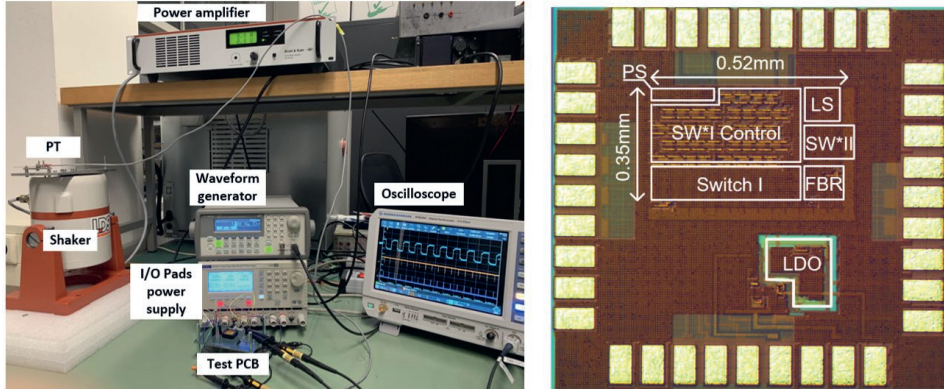 Power amplifier
PT
Waveform
generator
Oscilloscope
Shaker
LDS
I/O Pads
power
supply
Test PCB
PS
0.52mm
LS
0.35mm
SW*I Control
SW*II
Switch I
FBR
LDO